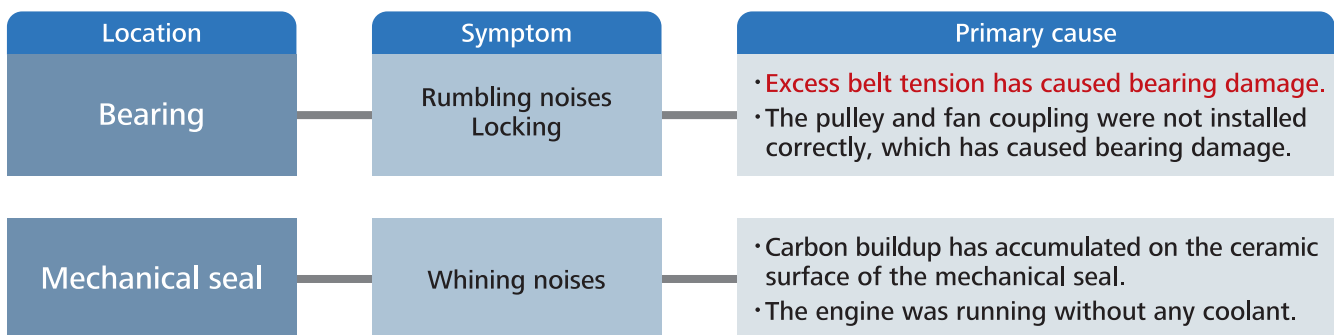 Location
Symptom
Primary cause
Bearing
Rumbling noises
Locking
・Excess belt tension has caused bearing damage.
・The pulley and fan coupling were not installed
correctly, which has caused bearing damage.
Mechanical seal
Whining noises
・Carbon buildup has accumulated on the ceramic
surface of the mechanical seal.
・The engine was running without any coolant.